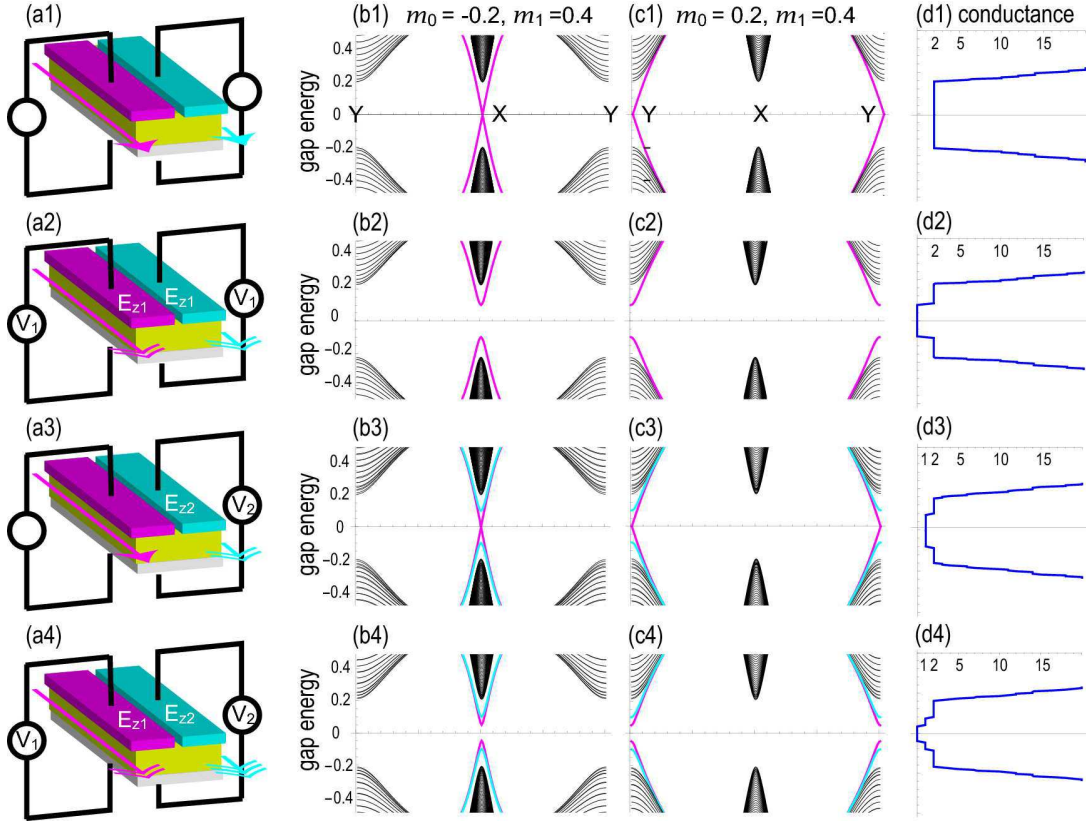 (a1) (b1) m₀ = -0.2, m₁ =0.4 (c1) m₀ = 0.2, m₁ =0.4 (d1) conductance
2 5 10 15
gap energy 0.4 0.2 0 −0.2 −0.4
Y X Y
Y X Y
(a2) (b2) (c2) (d2)
2 5 10 15
V₁ E_z1 E_z1 V₁
gap energy 0.4 0.2 0 −0.2 −0.4
(a3) (b3) (c3) (d3)
1 2 5 10 15
E_z2 V₂
gap energy 0.4 0.2 0 −0.2 −0.4
(a4) (b4) (c4) (d4)
1 2 5 10 15
V₁ E_z1 E_z2 V₂
gap energy 0.4 0.2 0 −0.2 −0.4